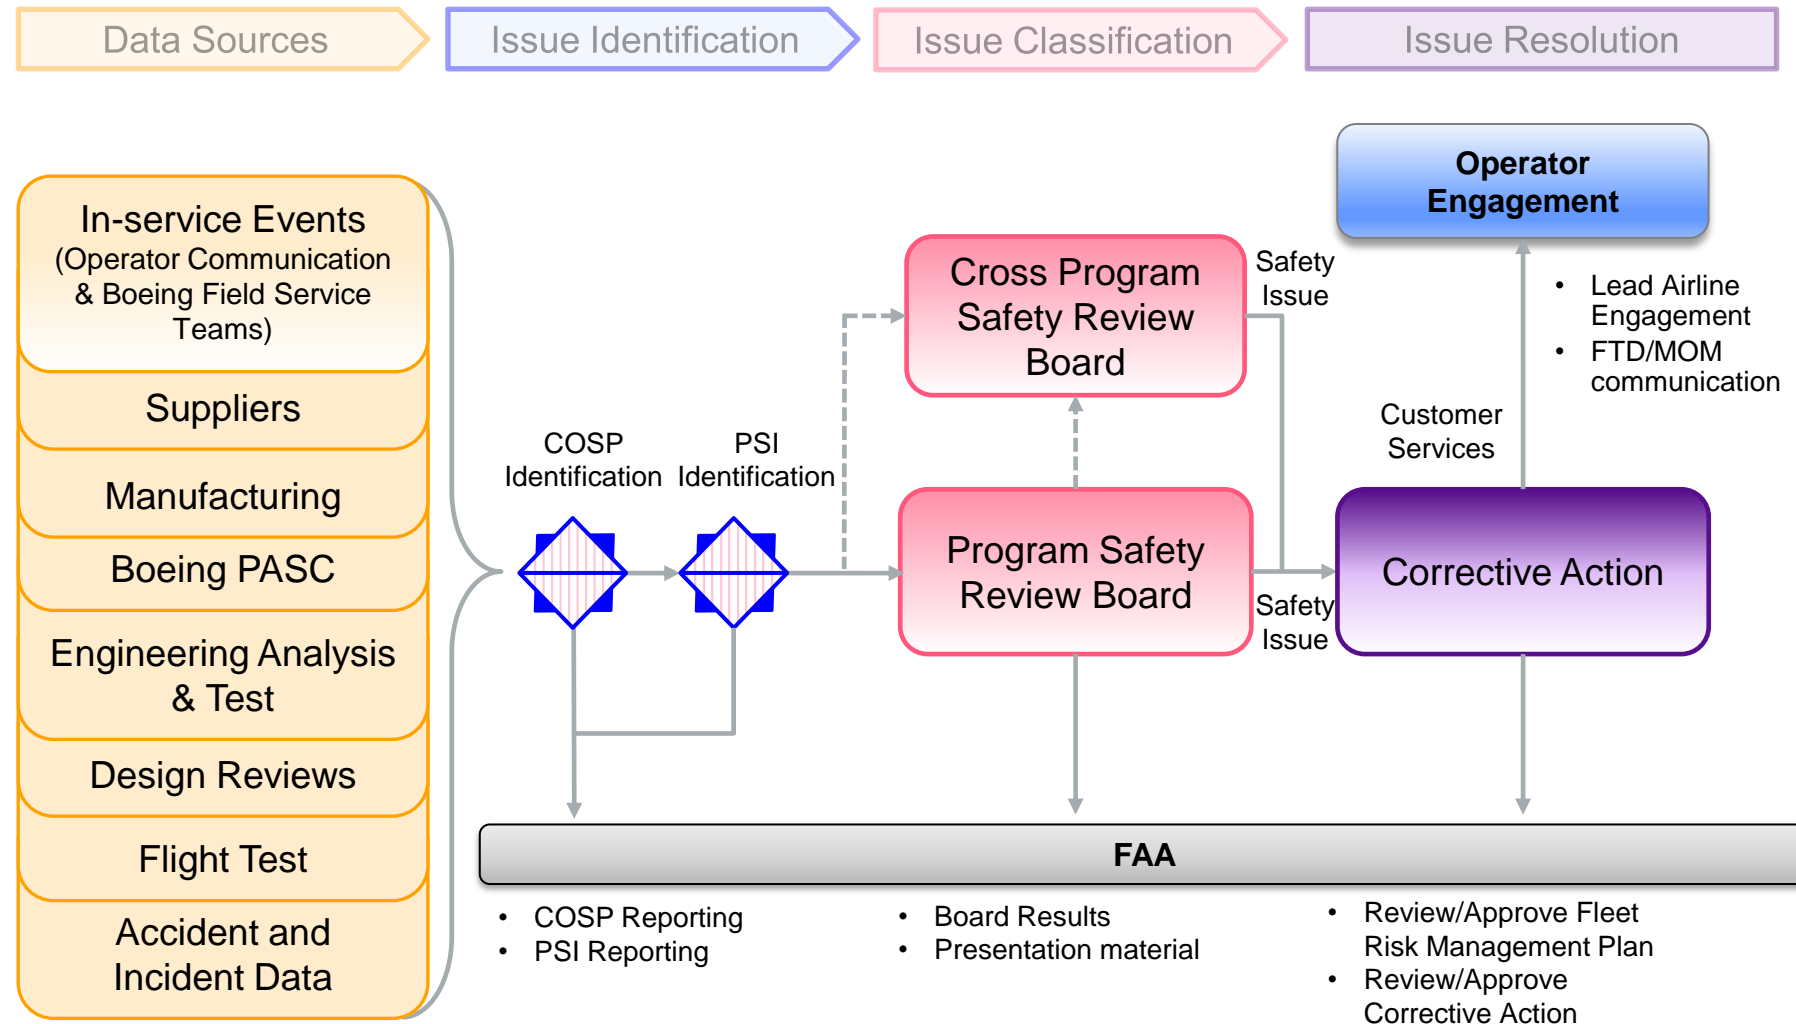 Data Sources
Issue Identification
Issue Classification
Issue Resolution
In-service Events
(Operator Communication
& Boeing Field Service
Teams)
Suppliers
Manufacturing
Boeing PASC
Engineering Analysis
& Test
Design Reviews
Flight Test
Accident and
Incident Data
COSP
Identification
PSI
Identification
Cross Program
Safety Review
Board
Safety
Issue
Program Safety
Review Board
Safety
Issue
Operator
Engagement
• Lead Airline
Engagement
• FTD/MOM
communication
Customer
Services
Corrective Action
FAA
• COSP Reporting
• PSI Reporting
• Board Results
• Presentation material
• Review/Approve Fleet
Risk Management Plan
• Review/Approve
Corrective Action